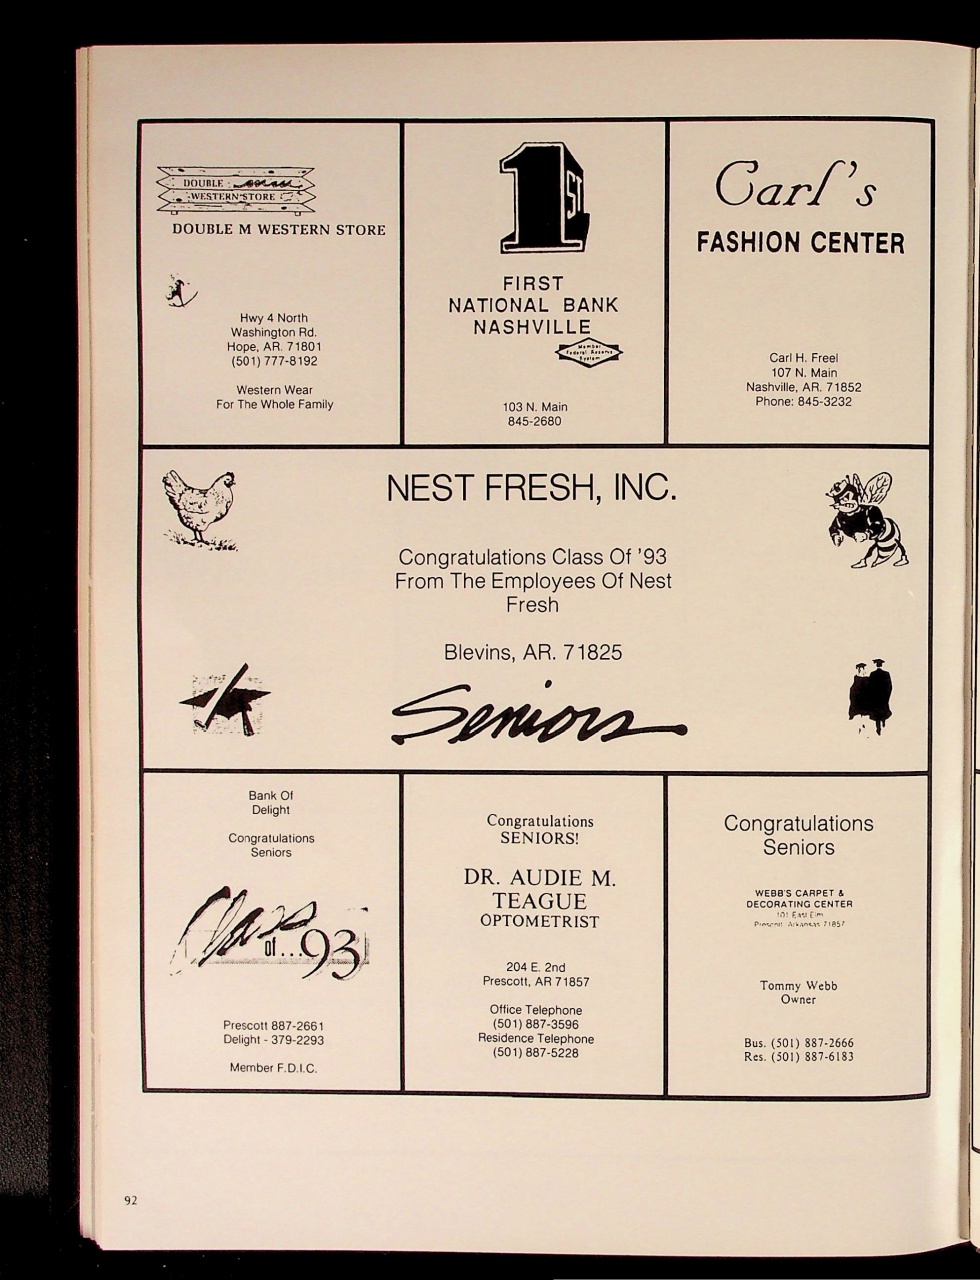 DOUBLE
WESTERN STORE
DOUBLE M WESTERN STORE
Hwy 4 North
Washington Rd.
Hope, AR. 71801
(501) 777-8192
Western Wear
For The Whole Family
1ST
FIRST
NATIONAL BANK
NASHVILLE
Member
Federal Reserve
System
103 N. Main
845-2680
Carl's
FASHION CENTER
Carl H. Freel
107 N. Main
Nashville, AR. 71852
Phone: 845-3232
NEST FRESH, INC.
Congratulations Class Of '93
From The Employees Of Nest
Fresh
Blevins, AR. 71825
Seniors
Bank Of
Delight
Congratulations
Seniors
Class
of...93
Prescott 887-2661
Delight - 379-2293
Member F.D.I.C.
Congratulations
SENIORS!
DR. AUDIE M.
TEAGUE
OPTOMETRIST
204 E. 2nd
Prescott, AR 71857
Office Telephone
(501) 887-3596
Residence Telephone
(501) 887-5228
Congratulations
Seniors
WEBB'S CARPET &
DECORATING CENTER
101 East Elm
Prescott, Arkansas 71857
Tommy Webb
Owner
Bus. (501) 887-2666
Res. (501) 887-6183
92